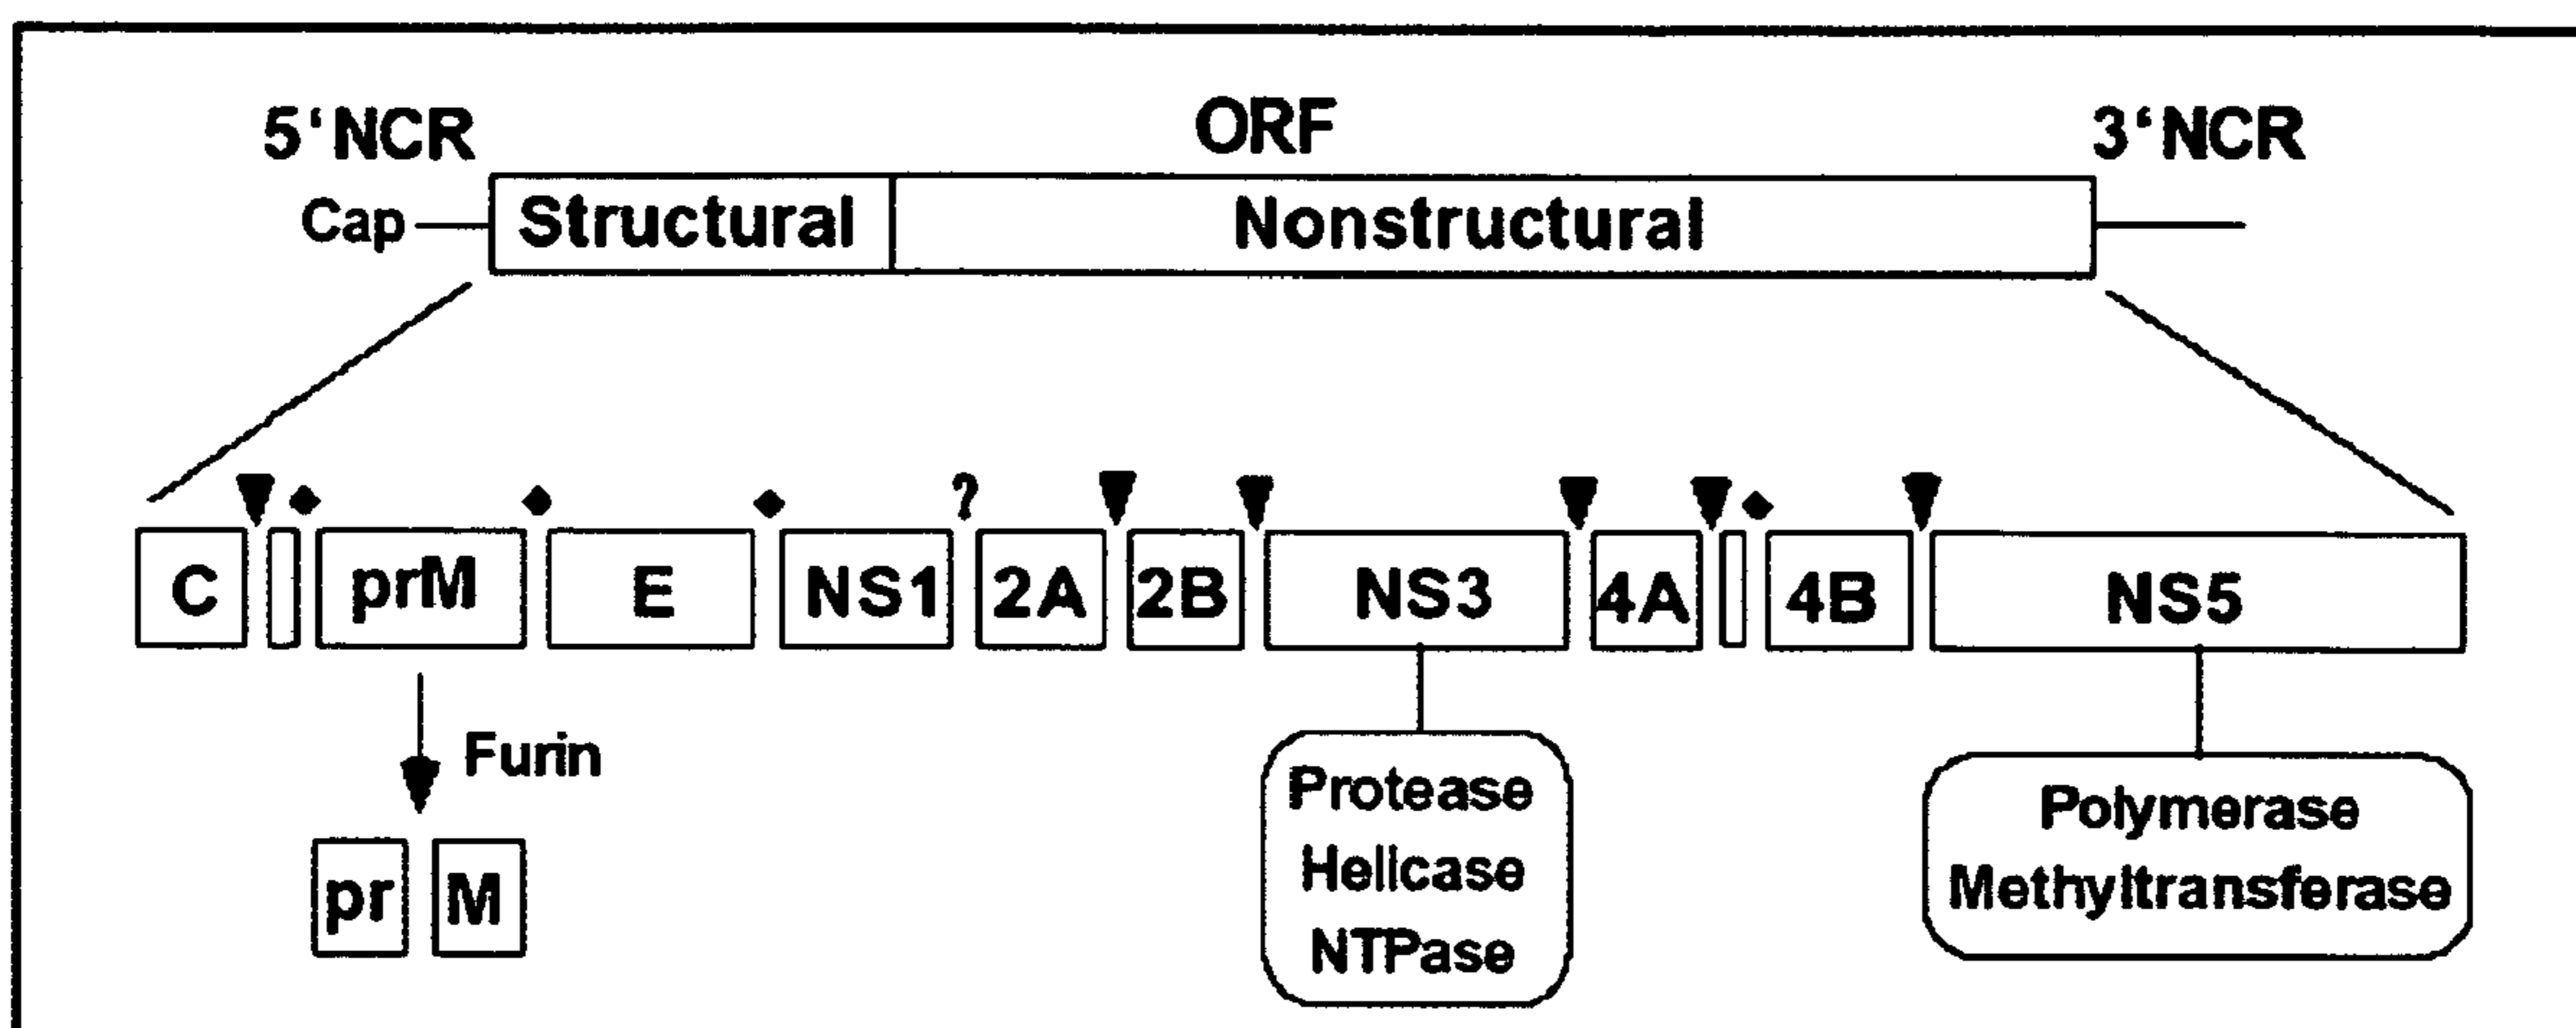 5‘NCR ORF 3‘NCR
Cap Structural Nonstructural
?
C prM E NS1 2A 2B NS3 4A 4B NS5
Furin
pr M
Protease
Helicase
NTPase
Polymerase
Methyltransferase